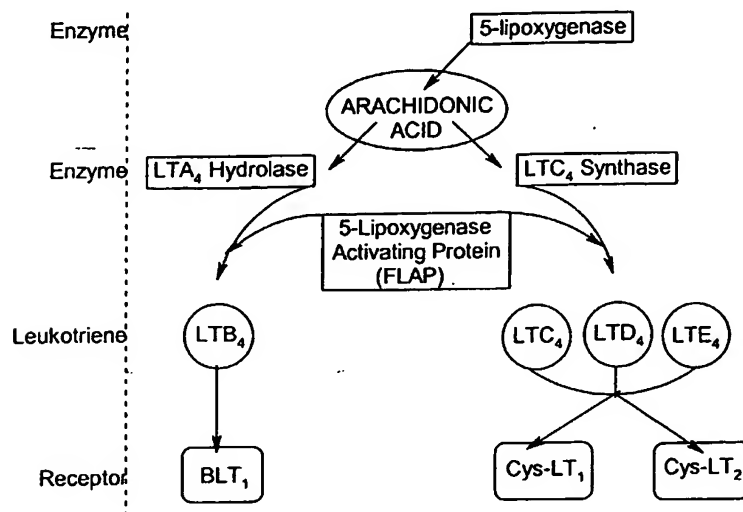 Enzyme
5-lipoxygenase
ARACHIDONIC
ACID
Enzyme
LTA₄ Hydrolase
LTC₄ Synthase
5-Lipoxygenase
Activating Protein
(FLAP)
Leukotriene
LTB₄
LTC₄
LTD₄
LTE₄
Receptor
BLT₁
Cys-LT₁
Cys-LT₂